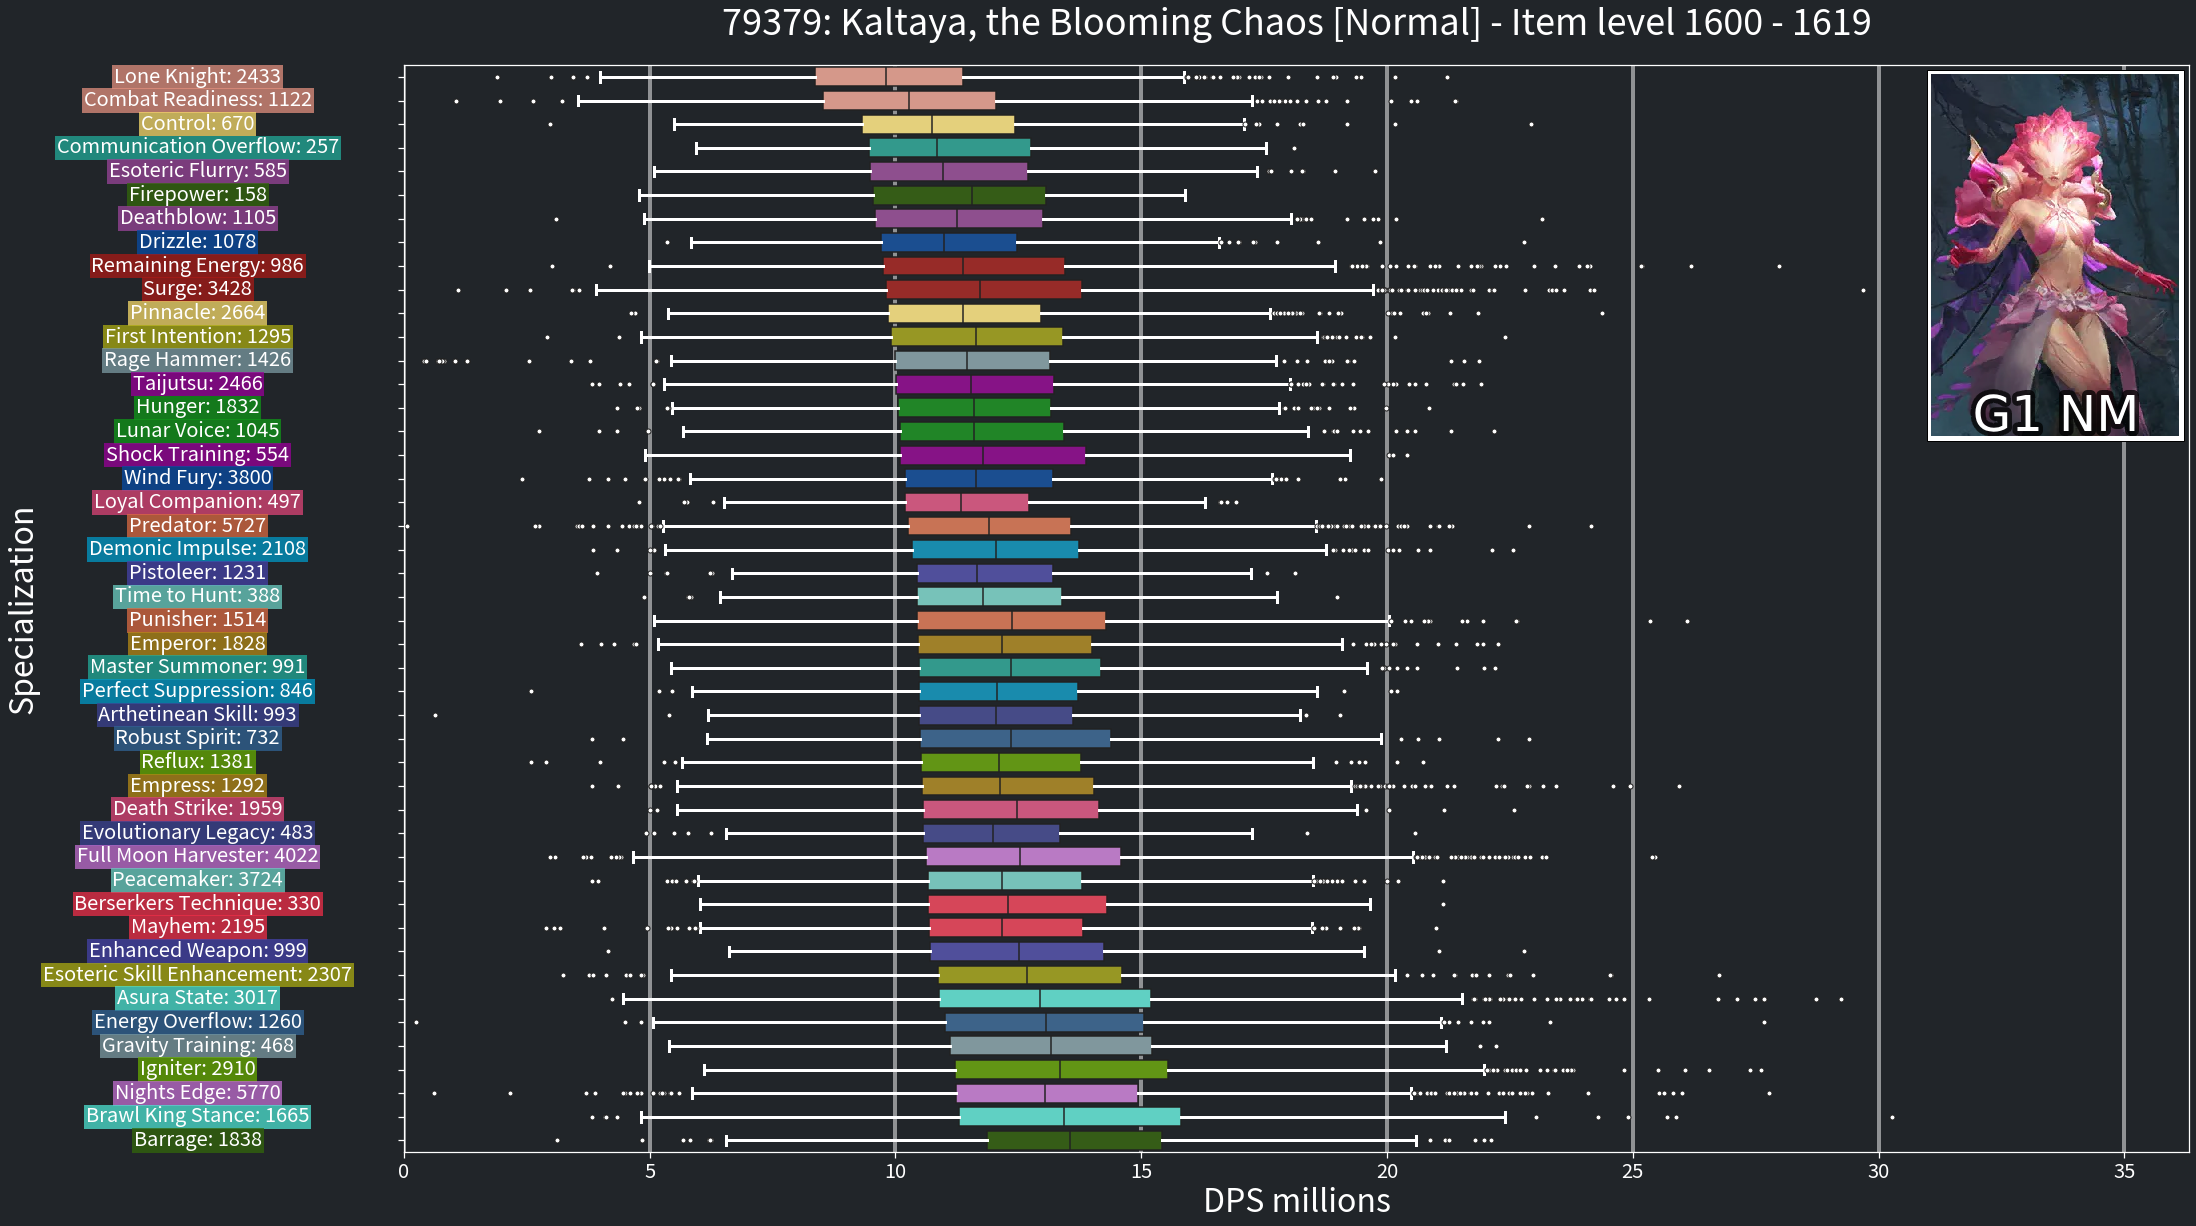 79379: Kaltaya, the Blooming Chaos [Normal] - Item level 1600 - 1619
Specialization
Lone Knight: 2433
Combat Readiness: 1122
Control: 670
Communication Overflow: 257
Esoteric Flurry: 585
Firepower: 158
Deathblow: 1105
Drizzle: 1078
Remaining Energy: 986
Surge: 3428
Pinnacle: 2664
First Intention: 1295
Rage Hammer: 1426
Taijutsu: 2466
Hunger: 1832
Lunar Voice: 1045
Shock Training: 554
Wind Fury: 3800
Loyal Companion: 497
Predator: 5727
Demonic Impulse: 2108
Pistoleer: 1231
Time to Hunt: 388
Punisher: 1514
Emperor: 1828
Master Summoner: 991
Perfect Suppression: 846
Arthetinean Skill: 993
Robust Spirit: 732
Reflux: 1381
Empress: 1292
Death Strike: 1959
Evolutionary Legacy: 483
Full Moon Harvester: 4022
Peacemaker: 3724
Berserkers Technique: 330
Mayhem: 2195
Enhanced Weapon: 999
Esoteric Skill Enhancement: 2307
Asura State: 3017
Energy Overflow: 1260
Gravity Training: 468
Igniter: 2910
Nights Edge: 5770
Brawl King Stance: 1665
Barrage: 1838
G1 NM
0 5 10 15 20 25 30 35
DPS millions